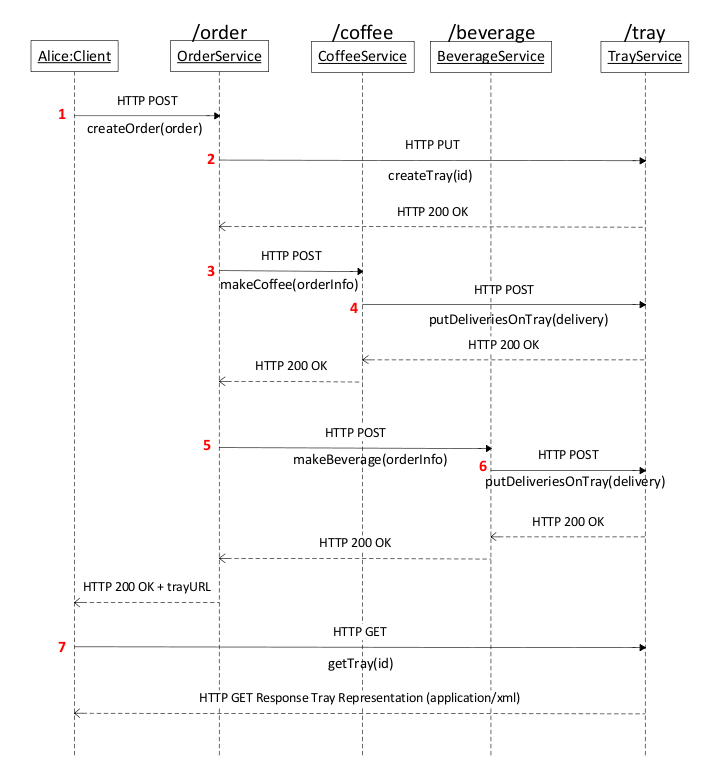 /order /coffee /beverage /tray
Alice:Client OrderService CoffeeService BeverageService TrayService
HTTP POST
1
createOrder(order)
HTTP PUT
2
createTray(id)
HTTP 200 OK
HTTP POST
3
makeCoffee(orderInfo)
HTTP POST
4
putDeliveriesOnTray(delivery)
HTTP 200 OK
HTTP 200 OK
HTTP POST
5
makeBeverage(orderInfo)
HTTP POST
6
putDeliveriesOnTray(delivery)
HTTP 200 OK
HTTP 200 OK
HTTP 200 OK + trayURL
HTTP GET
7
getTray(id)
HTTP GET Response Tray Representation (application/xml)